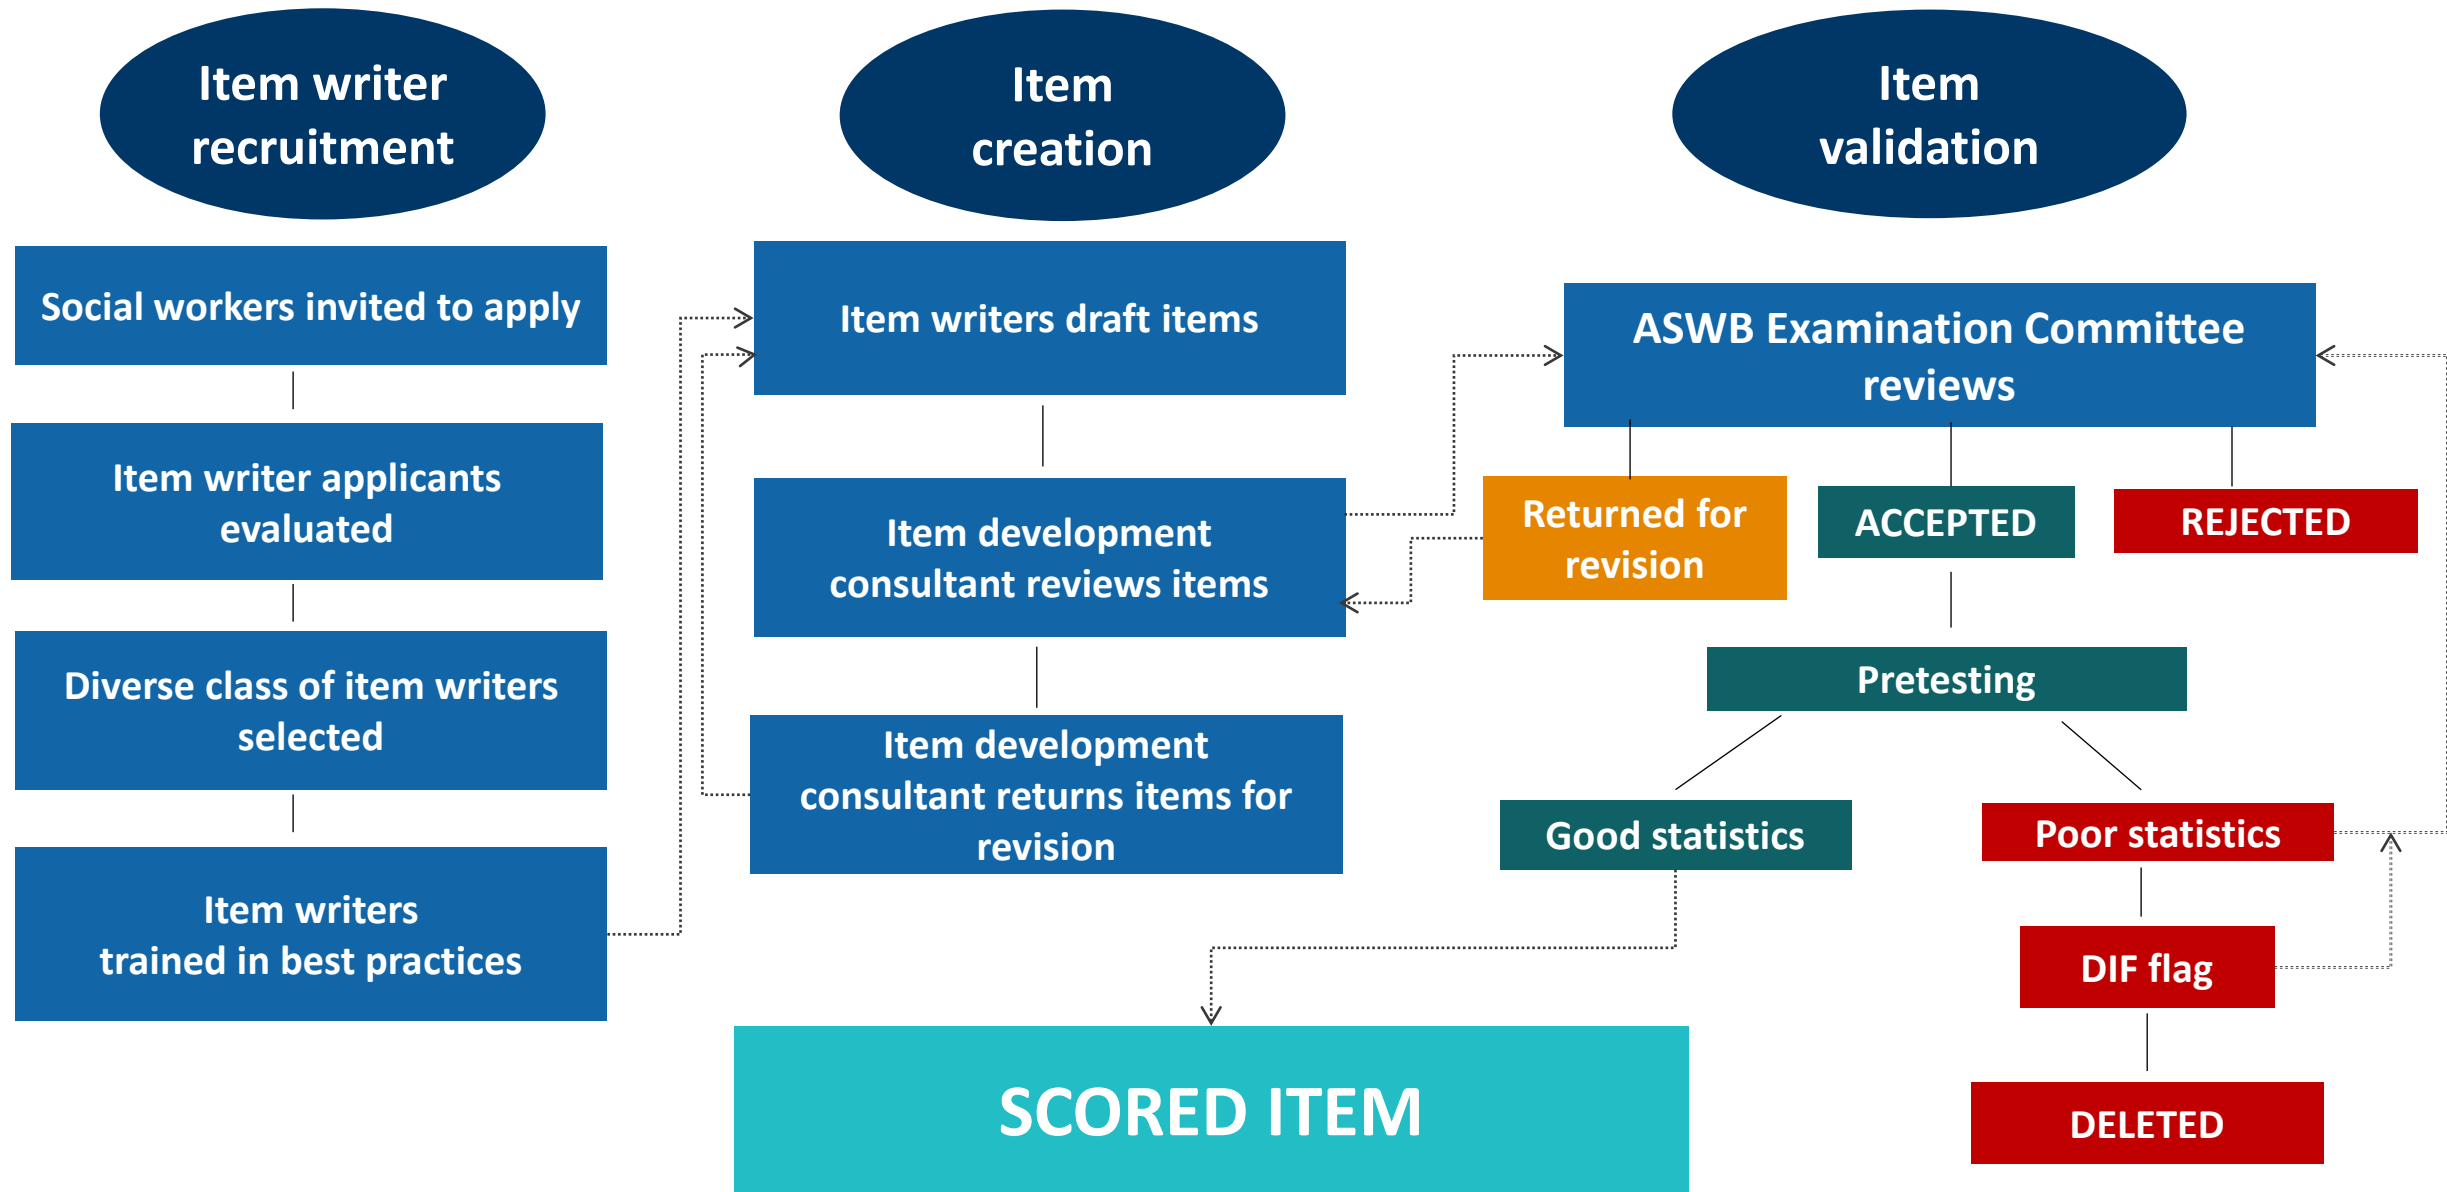 Item writer
recruitment
Social workers invited to apply
Item writer applicants
evaluated
Diverse class of item writers
selected
Item writers
trained in best practices
Item
creation
Item writers draft items
Item development
consultant reviews items
Item development
consultant returns items for
revision
Item
validation
ASWB Examination Committee
reviews
Returned for
revision
ACCEPTED
REJECTED
Pretesting
Good statistics
Poor statistics
DIF flag
DELETED
SCORED ITEM